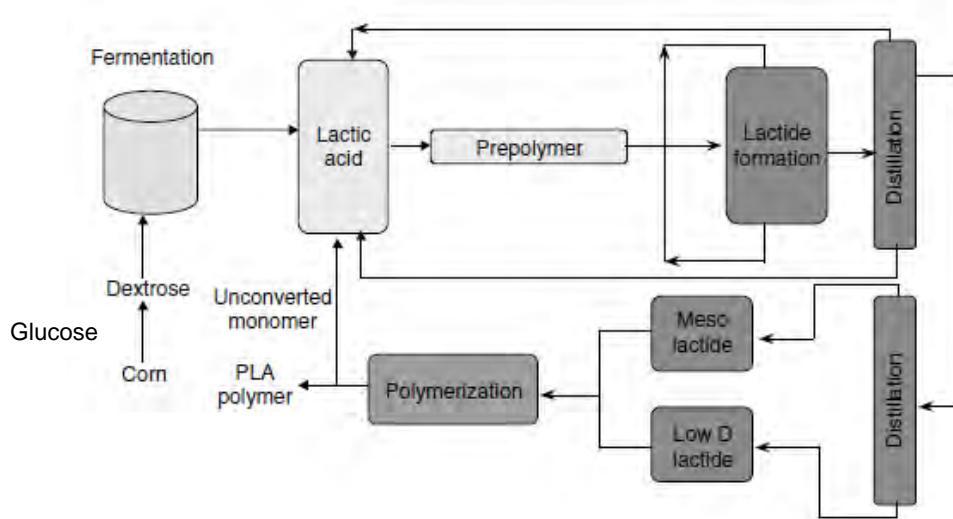 Fermentation
Lactic
acid
Prepolymer
Lactide
formation
Distillation
Dextrose
Glucose
Corn
Unconverted
monomer
PLA
polymer
Polymerization
Meso
lactide
Low D
lactide
Distillation